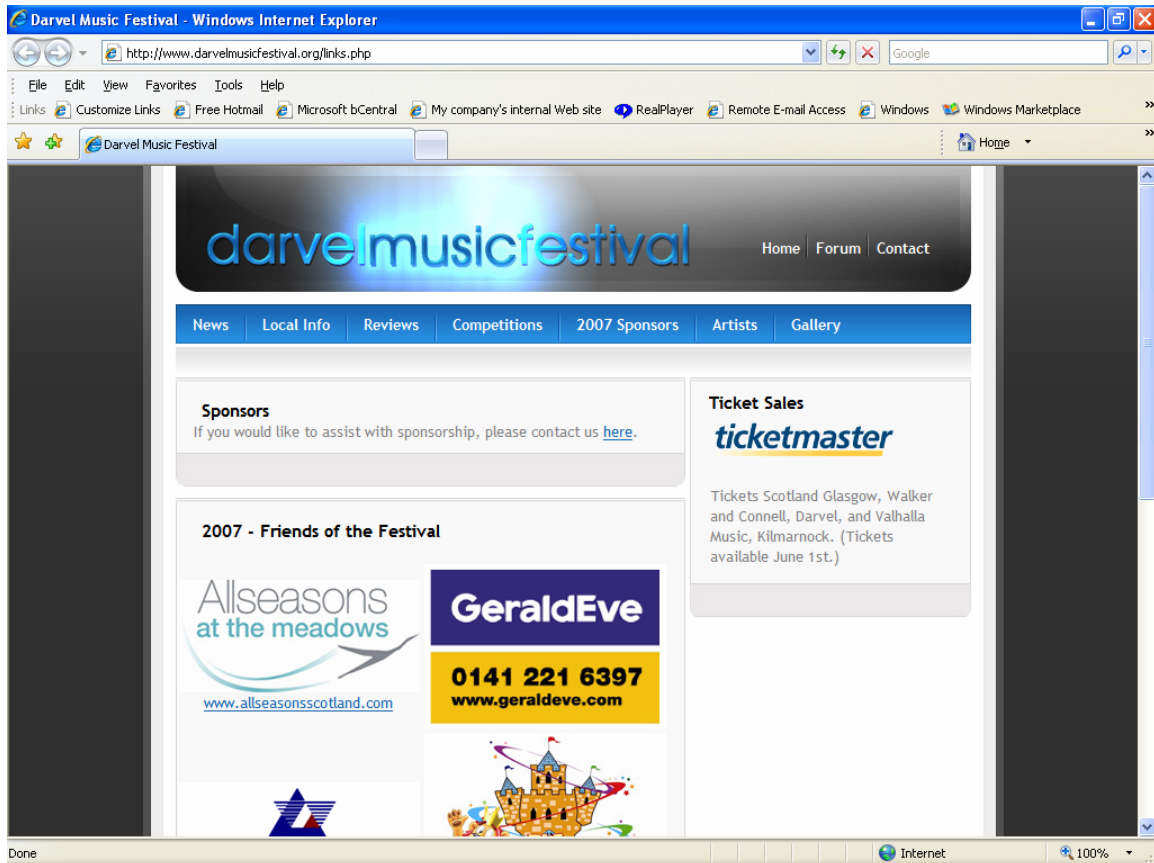 Darvel Music Festival - Windows Internet Explorer
http://www.darvelmusicfestival.org/links.php
Google
File Edit View Favorites Tools Help
Links Customize Links Free Hotmail Microsoft bCentral My company's internal Web site RealPlayer Remote E-mail Access Windows Windows Marketplace »
Darvel Music Festival
Home »
darvelmusicfestival
Home Forum Contact
News Local Info Reviews Competitions 2007 Sponsors Artists Gallery
Sponsors
If you would like to assist with sponsorship, please contact us here.
2007 - Friends of the Festival
Allseasons
at the meadows
www.allseasonsscotland.com
GeraldEve
0141 221 6397
www.geraldeve.com
Ticket Sales
ticketmaster
Tickets Scotland Glasgow, Walker
and Connell, Darvel, and Valhalla
Music, Kilmarnock. (Tickets
available June 1st.)
Done
Internet
100%